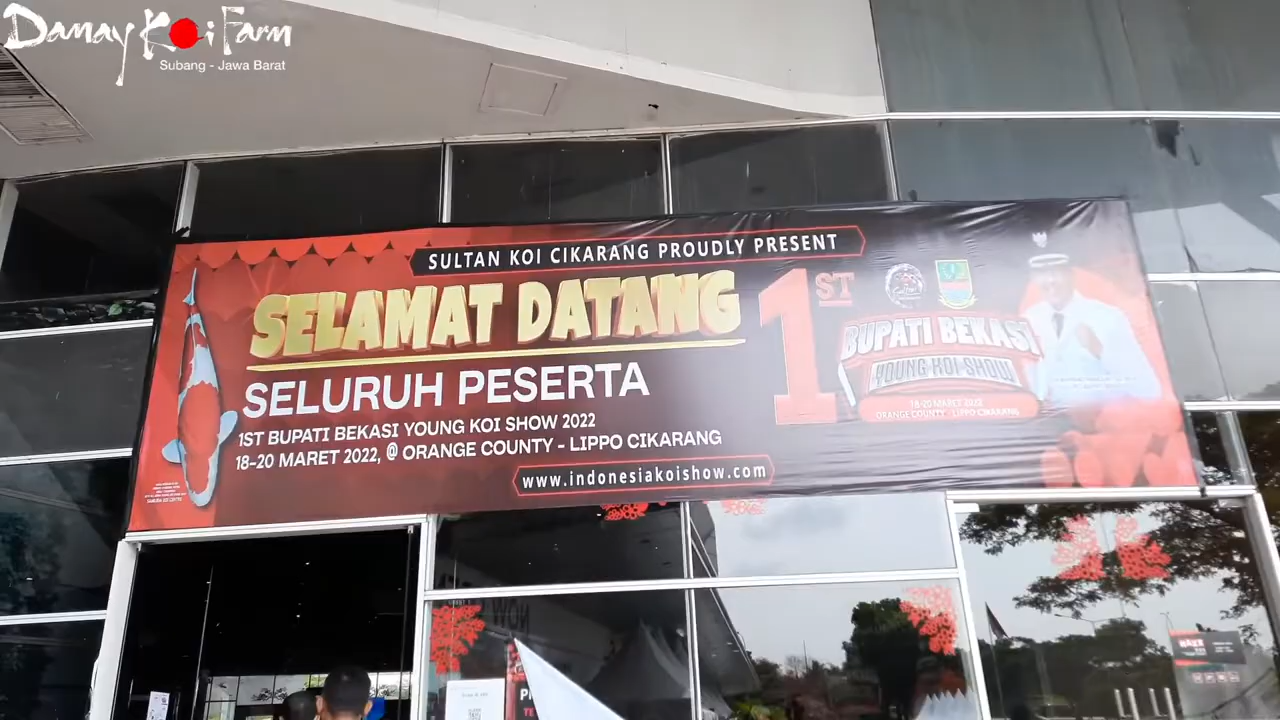 Danay Koi Farm
Subang - Jawa Barat
SULTAN KOI CIKARANG PROUDLY PRESENT
SELAMAT DATANG
SELURUH PESERTA
1ST BUPATI BEKASI YOUNG KOI SHOW 2022
18-20 MARET 2022, @ ORANGE COUNTY - LIPPO CIKARANG
www.indonesiakoishow.com
1ST
BUPATI BEKASI
YOUNG KOI SHOW
18-20 MARET 2022
ORANGE COUNTY - LIPPO CIKARANG